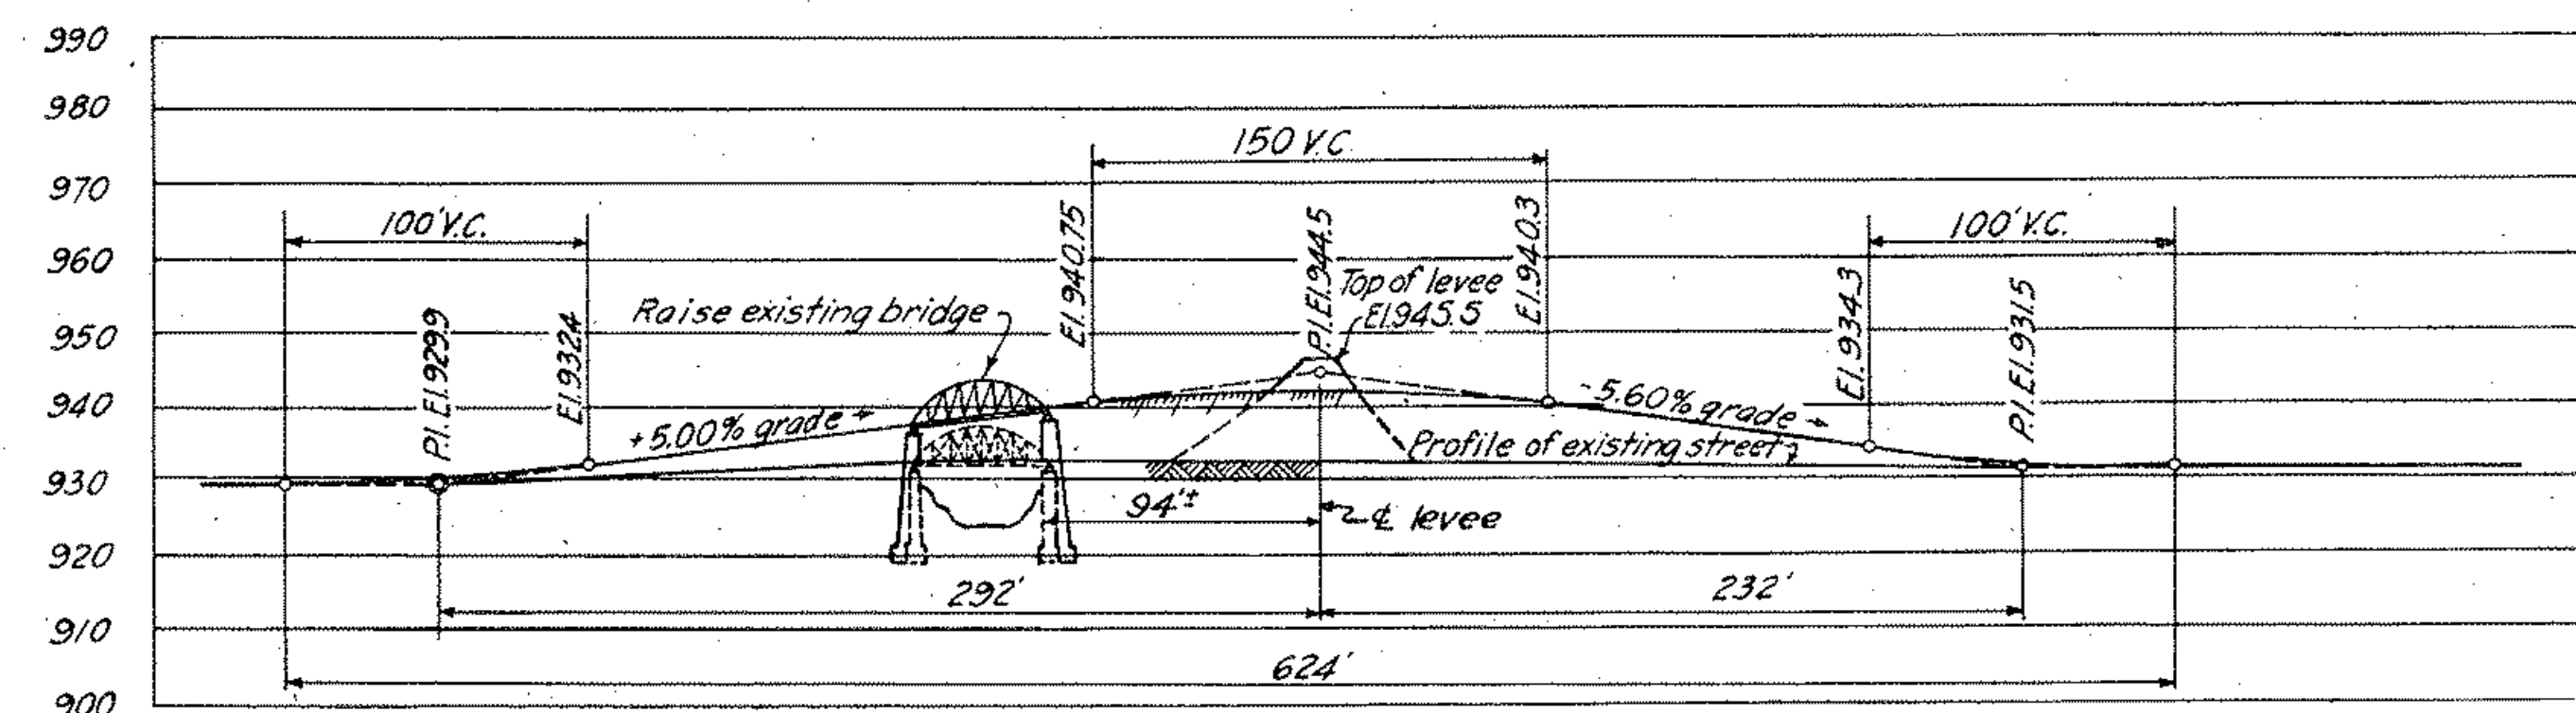 990
980
150 V.C.
970
100' V.C.
100' V.C.
960
El. 940.75
P.I. El. 944.5
El. 940.3
Top of levee
El. 945.5
950
Raise existing bridge
P.I. El. 929.9
El. 932.4
El. 934.3
P.I. El. 931.5
940
+5.00% grade
-5.60% grade
Profile of existing street
930
94'±
℄ levee
920
292'
232'
910
624'
900